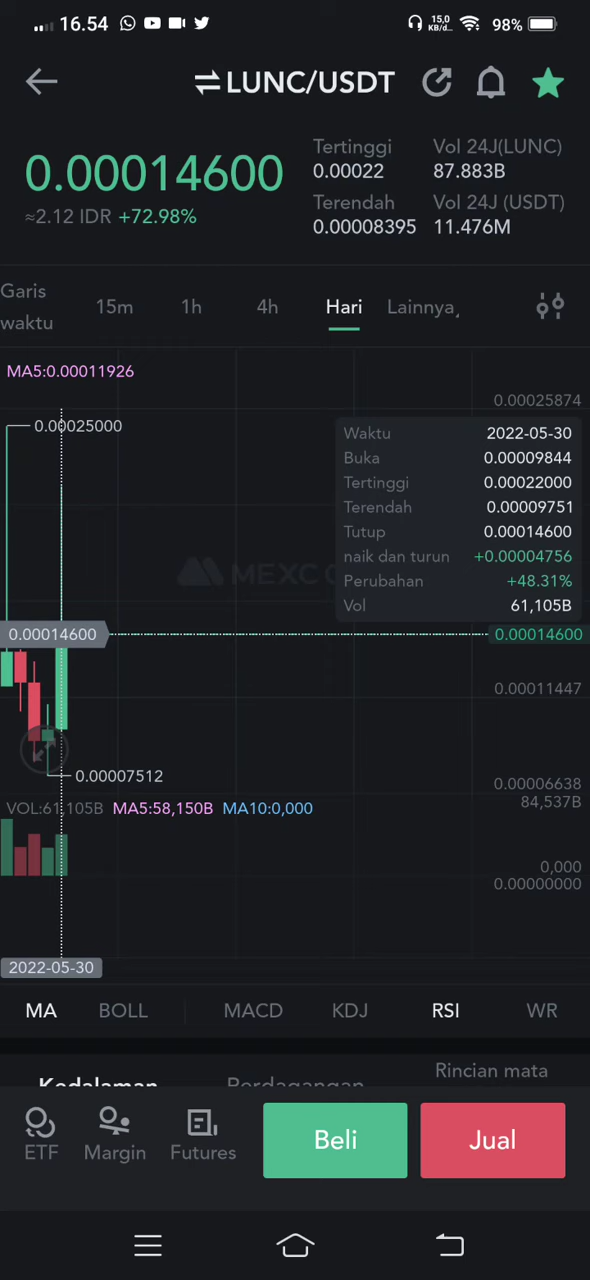 16.54 15,0 KB/d... 98%
LUNC/USDT
0.00014600
≈2.12 IDR +72.98%
Tertinggi
0.00022
Terendah
0.00008395
Vol 24J(LUNC)
87.883B
Vol 24J (USDT)
11.476M
Garis waktu 15m 1h 4h Hari Lainnya
MA5:0.00011926
0.00025874
0.00025000
Waktu 2022-05-30
Buka 0.00009844
Tertinggi 0.00022000
Terendah 0.00009751
Tutup 0.00014600
naik dan turun +0.00004756
Perubahan +48.31%
Vol 61,105B
MEXC
0.00014600 0.00014600
0.00011447
0.00007512
0.00006638
VOL:61,105B MA5:58,150B MA10:0,000 84,537B
0,000
0.00000000
2022-05-30
MA BOLL MACD KDJ RSI WR
Kedalaman Perdagangan Rincian mata
ETF Margin Futures Beli Jual